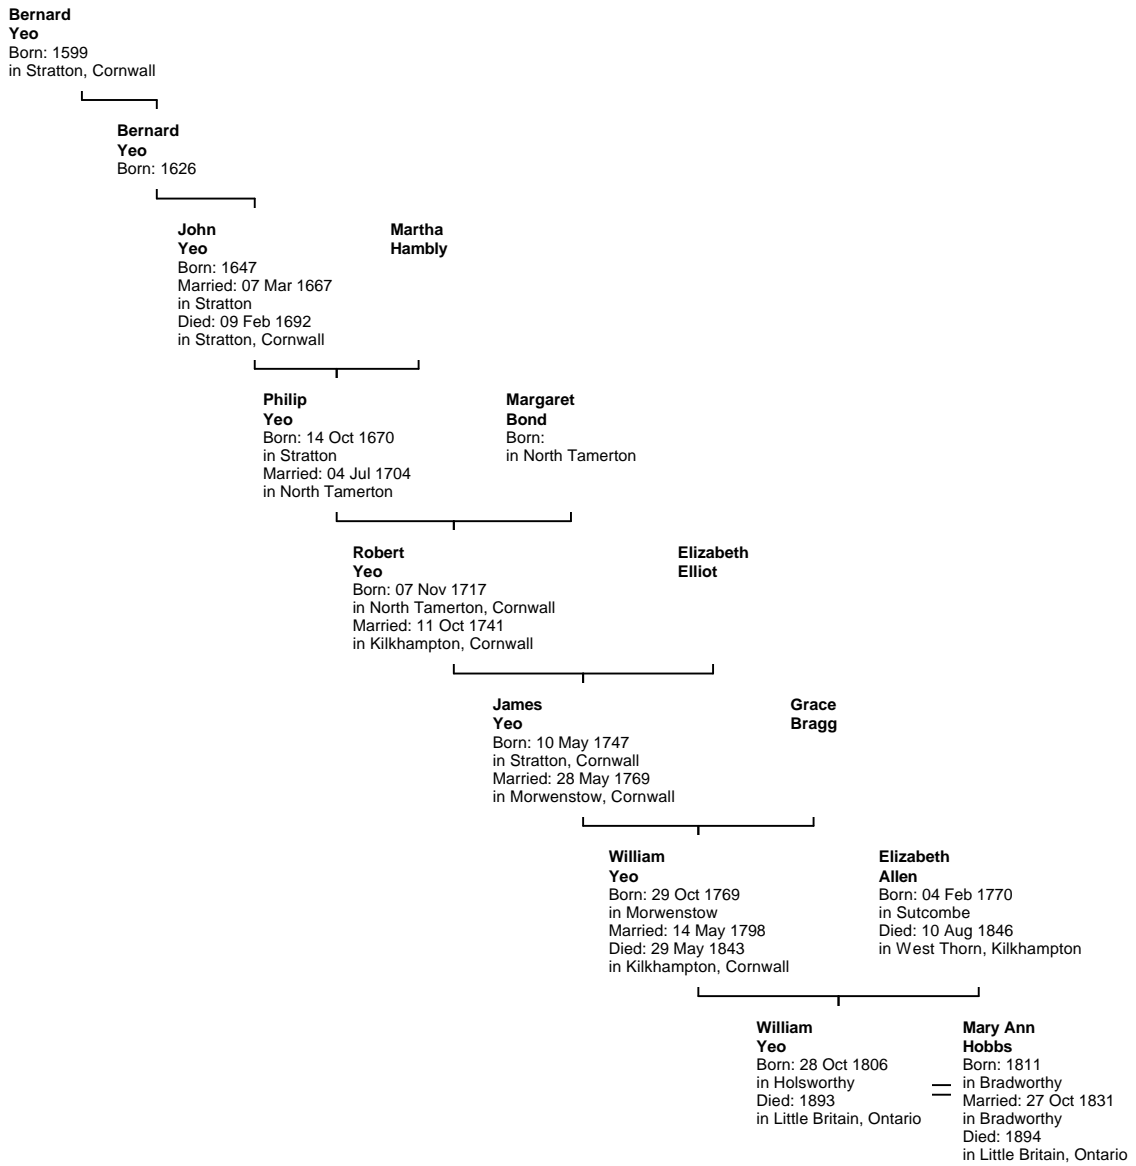 Bernard
Yeo
Born: 1599
in Stratton, Cornwall
Bernard
Yeo
Born: 1626
John
Yeo
Born: 1647
Married: 07 Mar 1667
in Stratton
Died: 09 Feb 1692
in Stratton, Cornwall
Martha
Hambly
Philip
Yeo
Born: 14 Oct 1670
in Stratton
Married: 04 Jul 1704
in North Tamerton
Margaret
Bond
Born:
in North Tamerton
Robert
Yeo
Born: 07 Nov 1717
in North Tamerton, Cornwall
Married: 11 Oct 1741
in Kilkhampton, Cornwall
Elizabeth
Elliot
James
Yeo
Born: 10 May 1747
in Stratton, Cornwall
Married: 28 May 1769
in Morwenstow, Cornwall
Grace
Bragg
William
Yeo
Born: 29 Oct 1769
in Morwenstow
Married: 14 May 1798
Died: 29 May 1843
in Kilkhampton, Cornwall
Elizabeth
Allen
Born: 04 Feb 1770
in Sutcombe
Died: 10 Aug 1846
in West Thorn, Kilkhampton
William
Yeo
Born: 28 Oct 1806
in Holsworthy
Died: 1893
in Little Britain, Ontario
Mary Ann
Hobbs
Born: 1811
in Bradworthy
Married: 27 Oct 1831
in Bradworthy
Died: 1894
in Little Britain, Ontario